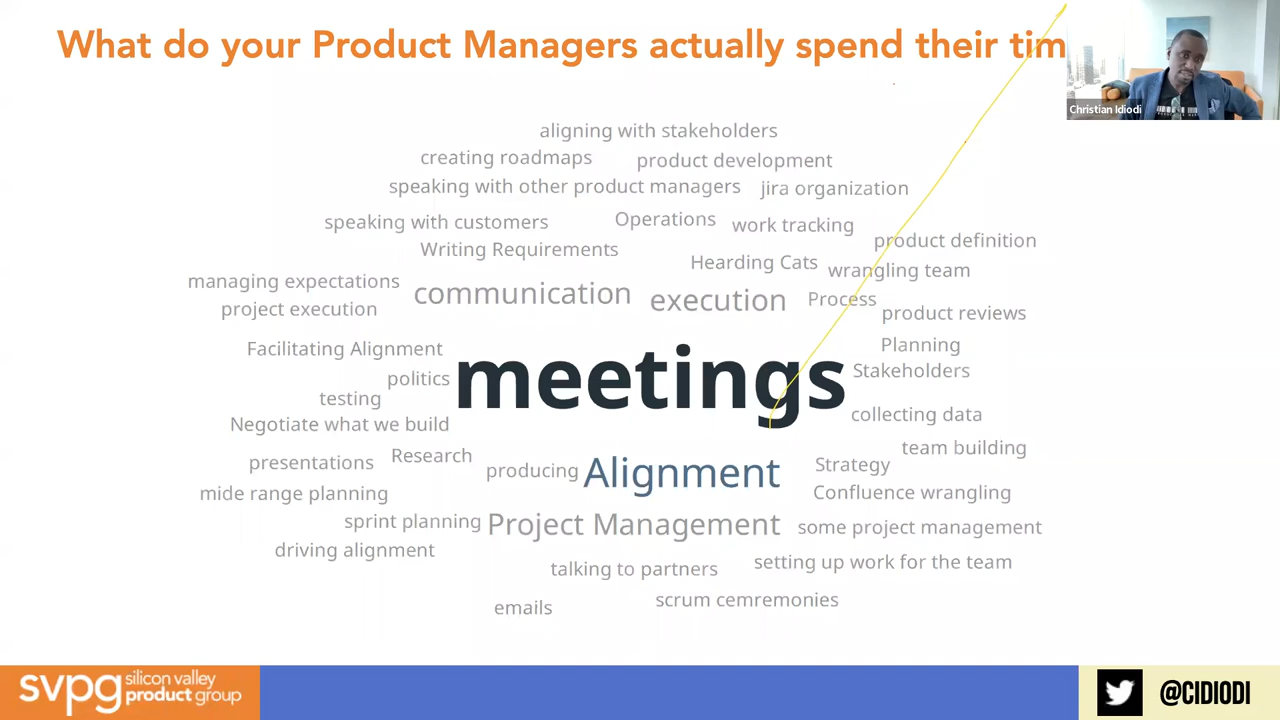 What do your Product Managers actually spend their tim
Christian Idiodi
aligning with stakeholders
creating roadmaps
product development
speaking with other product managers
jira organization
speaking with customers
Operations
work tracking
Writing Requirements
product definition
Hearding Cats
wrangling team
managing expectations
communication
execution
Process
project execution
product reviews
Facilitating Alignment
meetings
Planning
Stakeholders
politics
testing
collecting data
Negotiate what we build
team building
presentations
Research
producing
Alignment
Strategy
mide range planning
Confluence wrangling
sprint planning
Project Management
some project management
driving alignment
talking to partners
setting up work for the team
emails
scrum cemremonies
svpg
silicon valley
product group
@CIDIODI